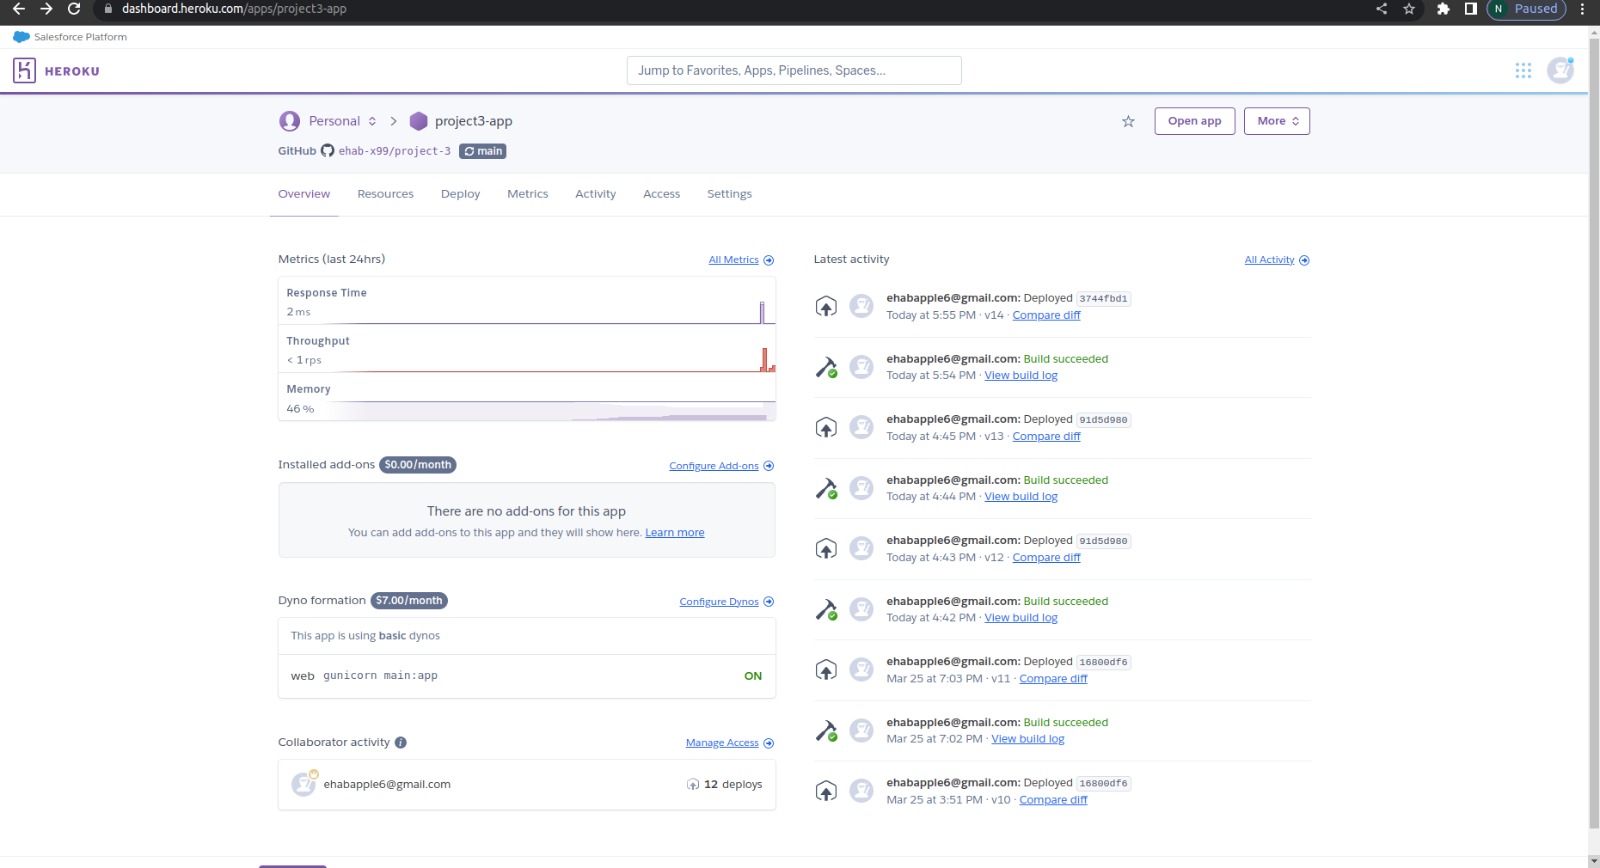 dashboard.heroku.com/apps/project3-app
N Paused
Salesforce Platform
HEROKU
Jump to Favorites, Apps, Pipelines, Spaces...
Personal > project3-app
Open app
More
GitHub ehab-x99/project-3 main
Overview Resources Deploy Metrics Activity Access Settings
Metrics (last 24hrs) All Metrics
Response Time
2 ms
Throughput
< 1 rps
Memory
46 %
Installed add-ons $0.00/month Configure Add-ons
There are no add-ons for this app
You can add add-ons to this app and they will show here. Learn more
Dyno formation $7.00/month Configure Dynos
This app is using basic dynos
web gunicorn main:app ON
Collaborator activity i Manage Access
ehabapple6@gmail.com 12 deploys
Latest activity All Activity
ehabapple6@gmail.com: Deployed 3744fbd1
Today at 5:55 PM · v14 · Compare diff
ehabapple6@gmail.com: Build succeeded
Today at 5:54 PM · View build log
ehabapple6@gmail.com: Deployed 91d5d980
Today at 4:45 PM · v13 · Compare diff
ehabapple6@gmail.com: Build succeeded
Today at 4:44 PM · View build log
ehabapple6@gmail.com: Deployed 91d5d980
Today at 4:43 PM · v12 · Compare diff
ehabapple6@gmail.com: Build succeeded
Today at 4:42 PM · View build log
ehabapple6@gmail.com: Deployed 16800df6
Mar 25 at 7:03 PM · v11 · Compare diff
ehabapple6@gmail.com: Build succeeded
Mar 25 at 7:02 PM · View build log
ehabapple6@gmail.com: Deployed 16800df6
Mar 25 at 3:51 PM · v10 · Compare diff